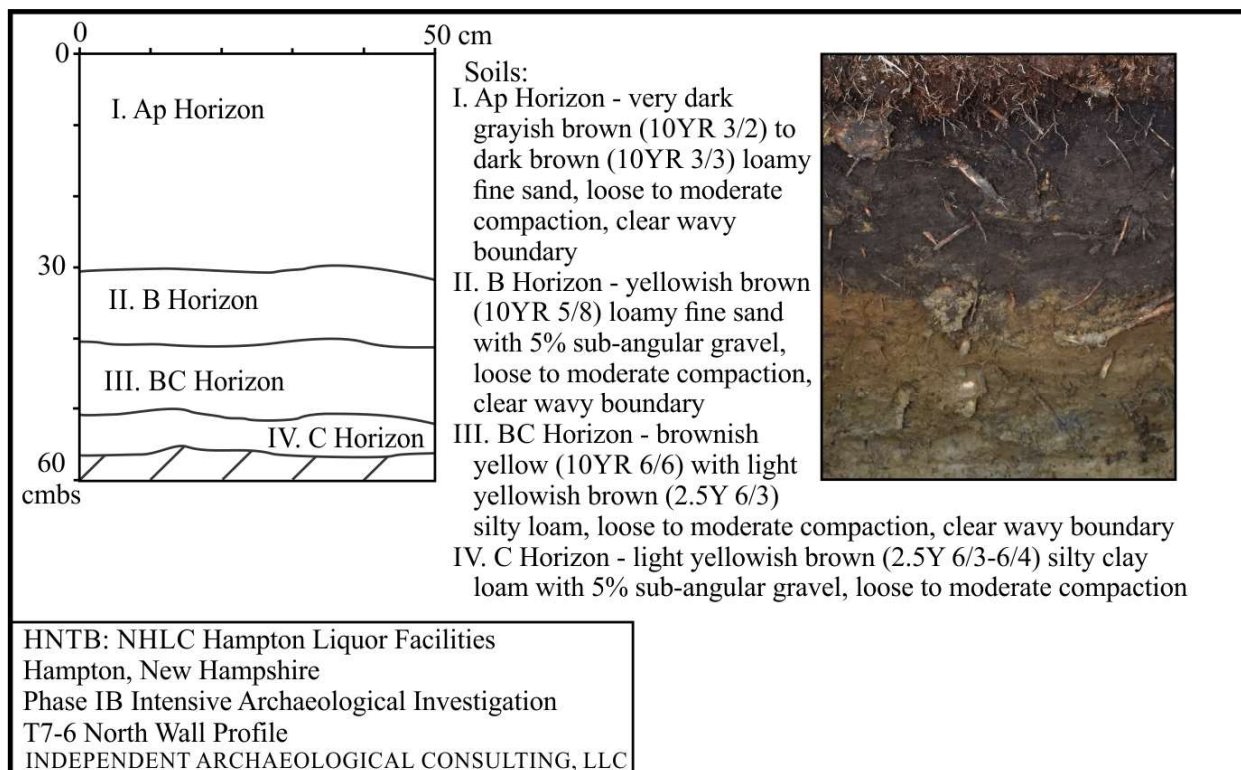 0
50 cm
0
I. Ap Horizon
30
II. B Horizon
III. BC Horizon
IV. C Horizon
60
cmbs
Soils:
I. Ap Horizon - very dark
grayish brown (10YR 3/2) to
dark brown (10YR 3/3) loamy
fine sand, loose to moderate
compaction, clear wavy
boundary
II. B Horizon - yellowish brown
(10YR 5/8) loamy fine sand
with 5% sub-angular gravel,
loose to moderate compaction,
clear wavy boundary
III. BC Horizon - brownish
yellow (10YR 6/6) with light
yellowish brown (2.5Y 6/3)
silty loam, loose to moderate compaction, clear wavy boundary
IV. C Horizon - light yellowish brown (2.5Y 6/3-6/4) silty clay
loam with 5% sub-angular gravel, loose to moderate compaction
HNTB: NHLC Hampton Liquor Facilities
Hampton, New Hampshire
Phase IB Intensive Archaeological Investigation
T7-6 North Wall Profile
INDEPENDENT ARCHAEOLOGICAL CONSULTING, LLC